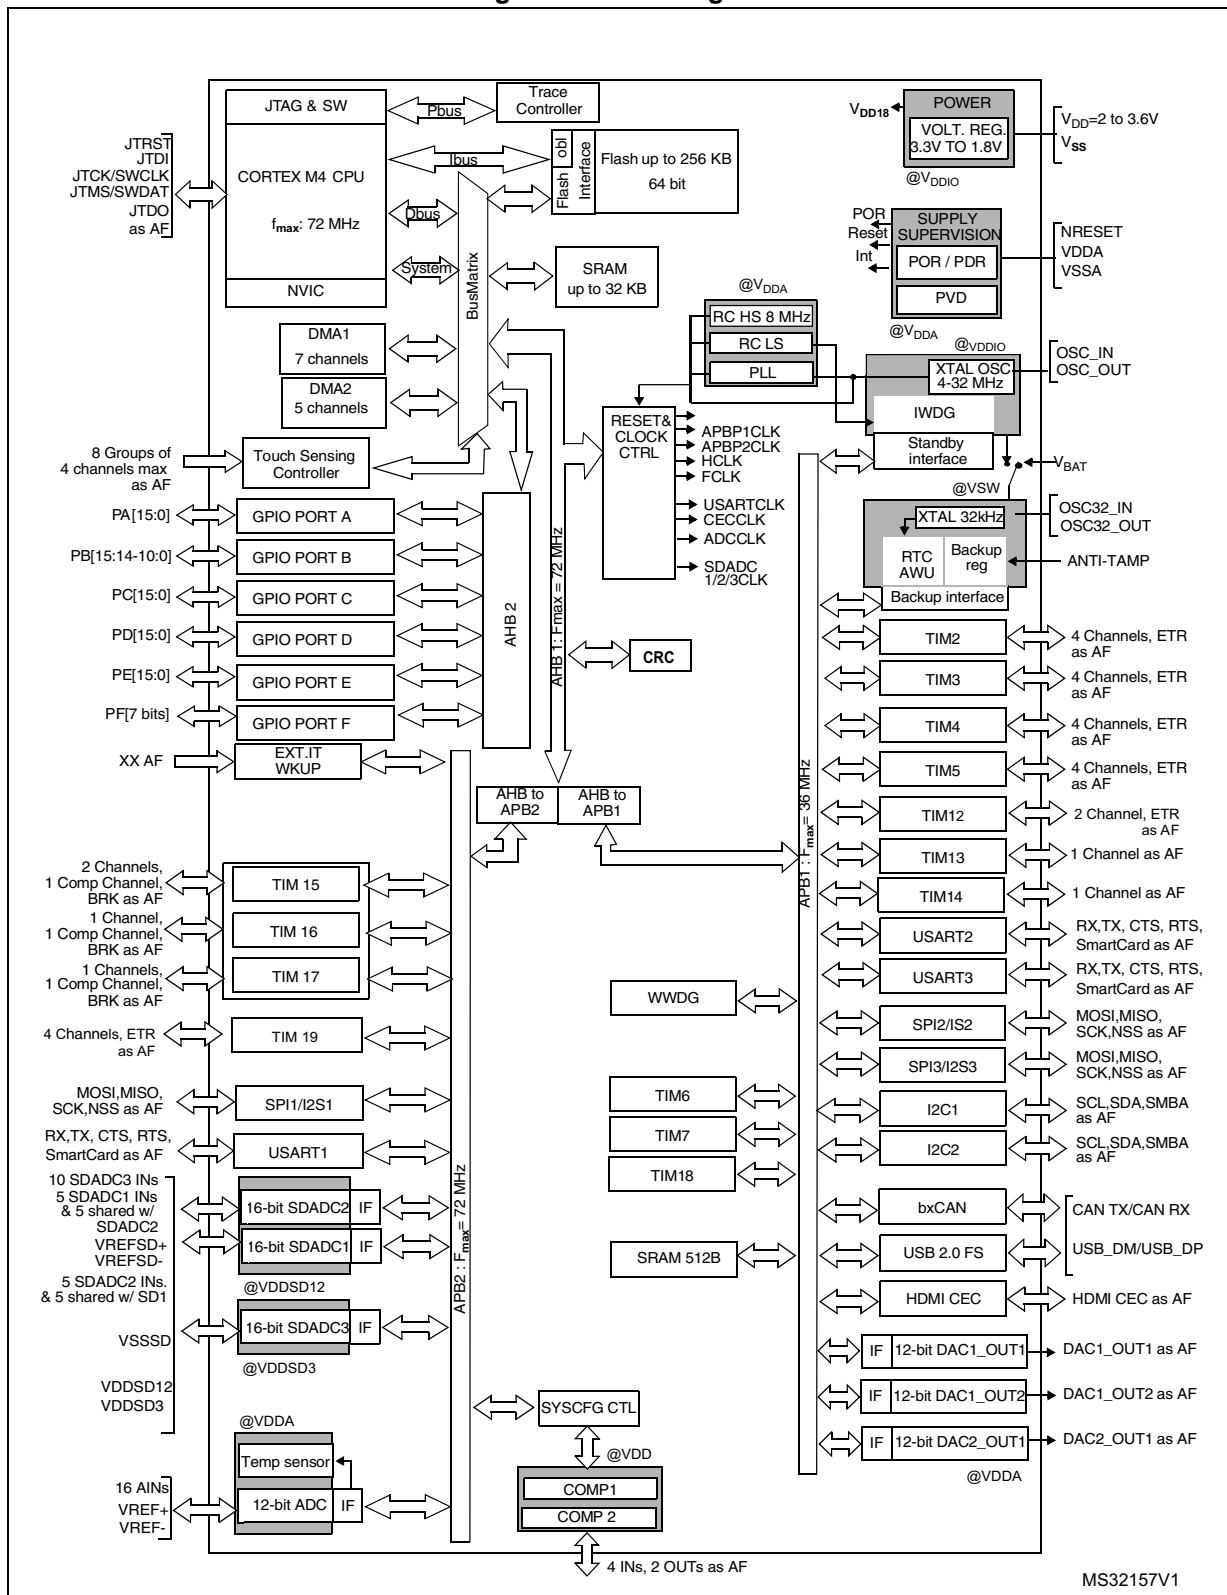 JTAG & SW
CORTEX M4 CPU
fmax: 72 MHz
NVIC
JTRST
JTDI
JTCK/SWCLK
JTMS/SWDAT
JTDO
as AF
Pbus
Trace
Controller
Ibus
Flash obl
Interface
Flash up to 256 KB
64 bit
Dbus
System
BusMatrix
SRAM
up to 32 KB
VDD18
POWER
VOLT. REG.
3.3V TO 1.8V
@VDDIO
VDD=2 to 3.6V
VSS
POR
Reset
Int
SUPPLY
SUPERVISION
POR / PDR
PVD
@VDDA
NRESET
VDDA
VSSA
@VDDA
RC HS 8 MHz
RC LS
PLL
@VDDIO
XTAL OSC
4-32 MHz
IWDG
Standby
interface
OSC_IN
OSC_OUT
VBAT
DMA1
7 channels
DMA2
5 channels
RESET&
CLOCK
CTRL
APBP1CLK
APBP2CLK
HCLK
FCLK
USARTCLK
CECCLK
ADCCLK
SDADC
1/2/3CLK
@VSW
XTAL 32kHz
RTC
AWU
Backup
reg
Backup interface
OSC32_IN
OSC32_OUT
ANTI-TAMP
8 Groups of
4 channels max
as AF
Touch Sensing
Controller
PA[15:0]
GPIO PORT A
PB[15:14-10:0]
GPIO PORT B
PC[15:0]
GPIO PORT C
PD[15:0]
GPIO PORT D
PE[15:0]
GPIO PORT E
PF[7 bits]
GPIO PORT F
AHB 2
AHB 1: Fmax = 72 MHz
CRC
XX AF
EXT.IT
WKUP
AHB to
APB2
AHB to
APB1
APB1 : Fmax= 36 MHz
TIM2
4 Channels, ETR
as AF
TIM3
4 Channels, ETR
as AF
TIM4
4 Channels, ETR
as AF
TIM5
4 Channels, ETR
as AF
TIM12
2 Channel, ETR
as AF
TIM13
1 Channel as AF
TIM14
1 Channel as AF
USART2
RX,TX, CTS, RTS,
SmartCard as AF
USART3
RX,TX, CTS, RTS,
SmartCard as AF
SPI2/IS2
MOSI,MISO,
SCK,NSS as AF
SPI3/I2S3
MOSI,MISO,
SCK,NSS as AF
I2C1
SCL,SDA,SMBA
as AF
I2C2
SCL,SDA,SMBA
as AF
bxCAN
CAN TX/CAN RX
USB 2.0 FS
USB_DM/USB_DP
HDMI CEC
HDMI CEC as AF
IF 12-bit DAC1_OUT1
DAC1_OUT1 as AF
IF 12-bit DAC1_OUT2
DAC1_OUT2 as AF
IF 12-bit DAC2_OUT1
DAC2_OUT1 as AF
@VDDA
2 Channels,
1 Comp Channel,
BRK as AF
TIM 15
1 Channel,
1 Comp Channel,
BRK as AF
TIM 16
1 Channels,
1 Comp Channel,
BRK as AF
TIM 17
4 Channels, ETR
as AF
TIM 19
MOSI,MISO,
SCK,NSS as AF
SPI1/I2S1
RX,TX, CTS, RTS,
SmartCard as AF
USART1
WWDG
TIM6
TIM7
TIM18
SRAM 512B
APB2 : Fmax= 72 MHz
10 SDADC3 INs
5 SDADC1 INs
& 5 shared w/
SDADC2
VREFSD+
VREFSD-
5 SDADC2 INs.
& 5 shared w/ SD1
VSSSD
VDDSD12
VDDSD3
16-bit SDADC2 IF
16-bit SDADC1 IF
@VDDSD12
16-bit SDADC3 IF
@VDDSD3
@VDDA
Temp sensor
12-bit ADC IF
16 AINs
VREF+
VREF-
SYSCFG CTL
@VDD
COMP1
COMP 2
4 INs, 2 OUTs as AF
MS32157V1